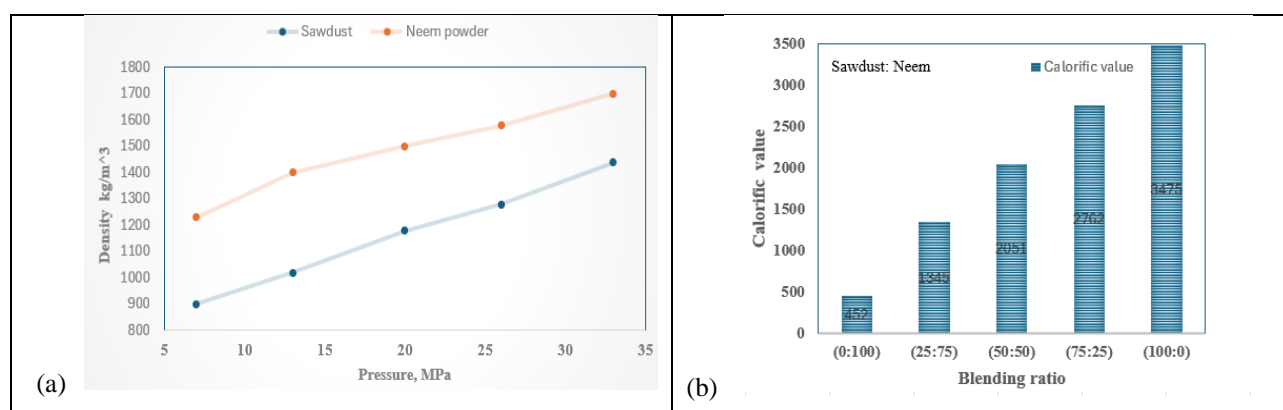 Sawdust Neem powder
1800
1700
1600
1500
1400
1300
1200
1100
1000
900
800
Density kg/m^3
5 10 15 20 25 30 35
Pressure, MPa
(a)
3500
3000
2500
2000
1500
1000
500
0
Calorific value
Sawdust: Neem
Calorific value
452
1345
2051
2762
3475
(0:100) (25:75) (50:50) (75:25) (100:0)
Blending ratio
(b)